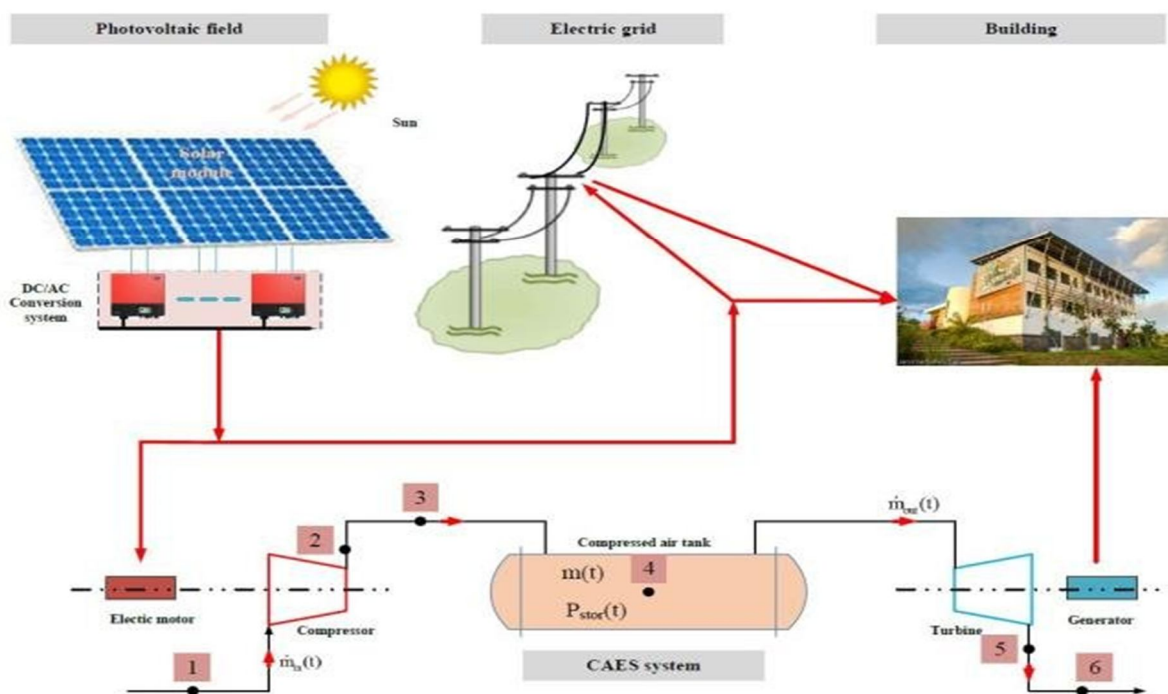 Photovoltaic field
Electric grid
Building
Sun
Solar
module
DC/AC
Conversion
system
3
ṁout(t)
2
Compressed air tank
m(t)
4
Pstor(t)
Electic motor
Compressor
Turbine
Generator
1
ṁin(t)
CAES system
5
6